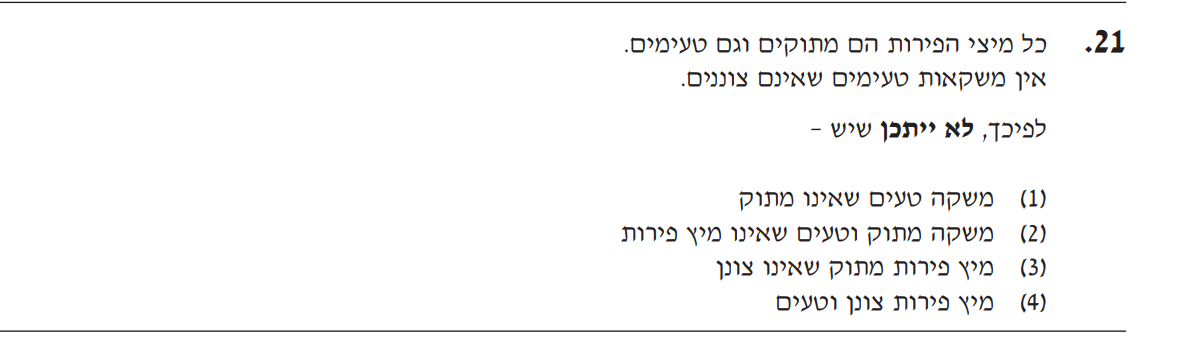 21. כל מיצי הפירות הם מתוקים וגם טעימים.
אין משקאות טעימים שאינם צוננים.
לפיכך, לא ייתכן שיש –
(1) משקה טעים שאינו מתוק
(2) משקה מתוק וטעים שאינו מיץ פירות
(3) מיץ פירות מתוק שאינו צונן
(4) מיץ פירות צונן וטעים